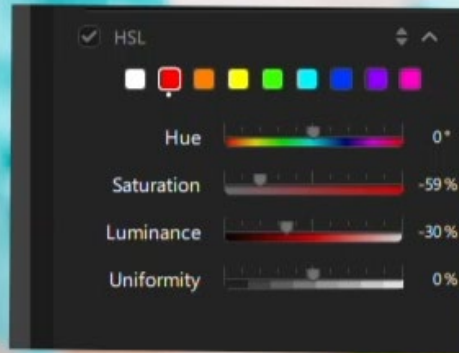 HSL
Hue 0°
Saturation -59 %
Luminance -30 %
Uniformity 0 %